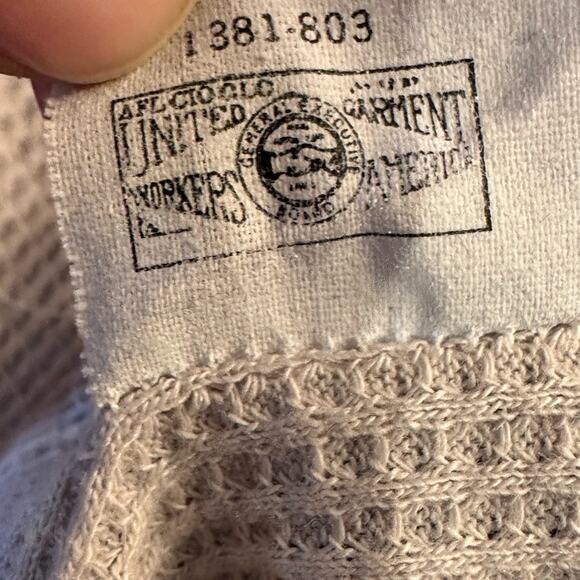 1381-803
AFL CIO CLC
UNITED GARMENT
WORKERS AMERICA
GENERAL EXECUTIVE
BOARD